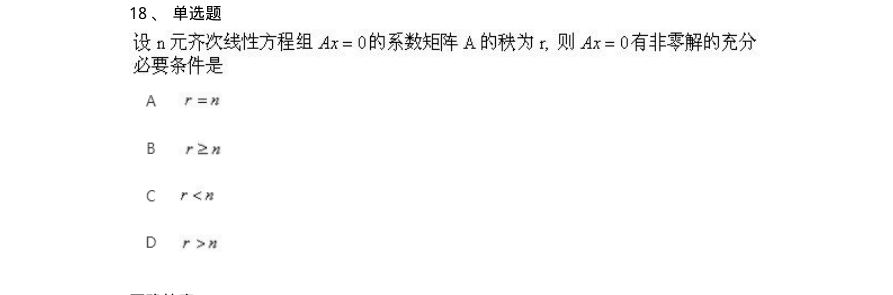 18 、 单选题
设 n 元齐次线性方程组 Ax = 0的系数矩阵 A 的秩为 r, 则 Ax = 0有非零解的充分
必要条件是
A r = n
B r ≥ n
C r < n
D r > n